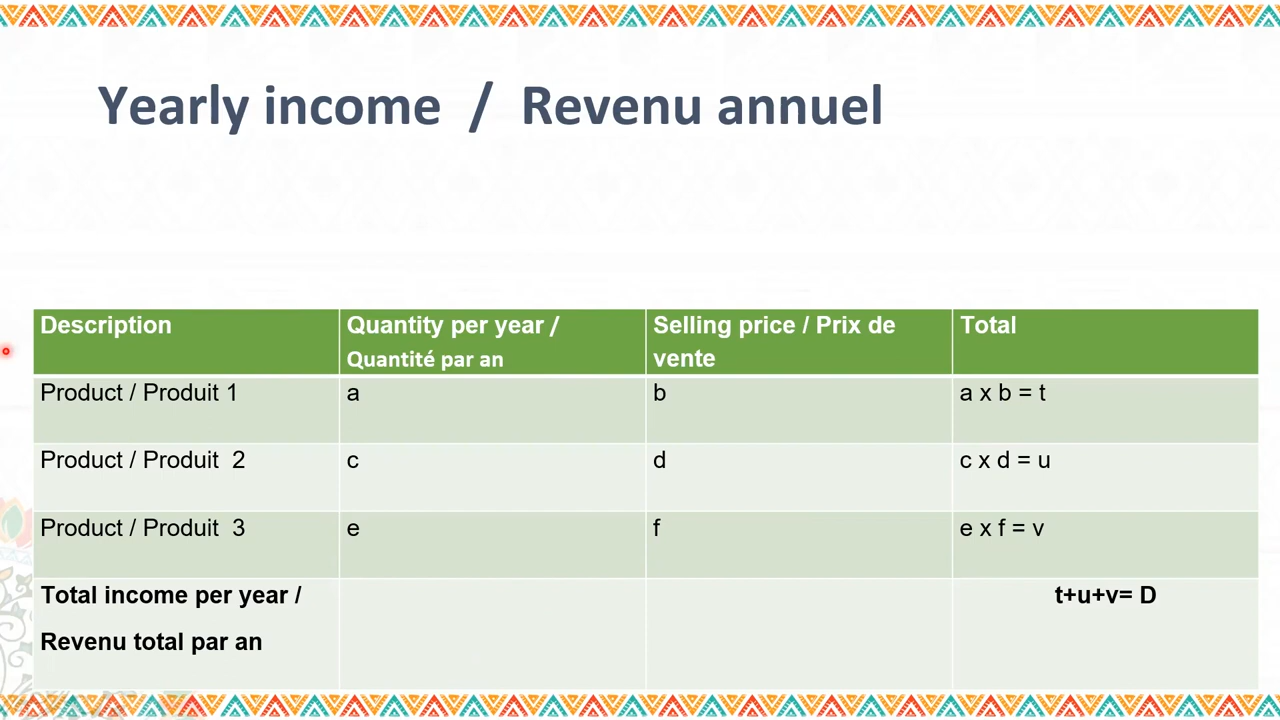 Yearly income / Revenu annuel
Description
Quantity per year /
Quantité par an
Selling price / Prix de
vente
Total
Product / Produit 1
a
b
a x b = t
Product / Produit 2
c
d
c x d = u
Product / Produit 3
e
f
e x f = v
Total income per year /
Revenu total par an
t+u+v= D